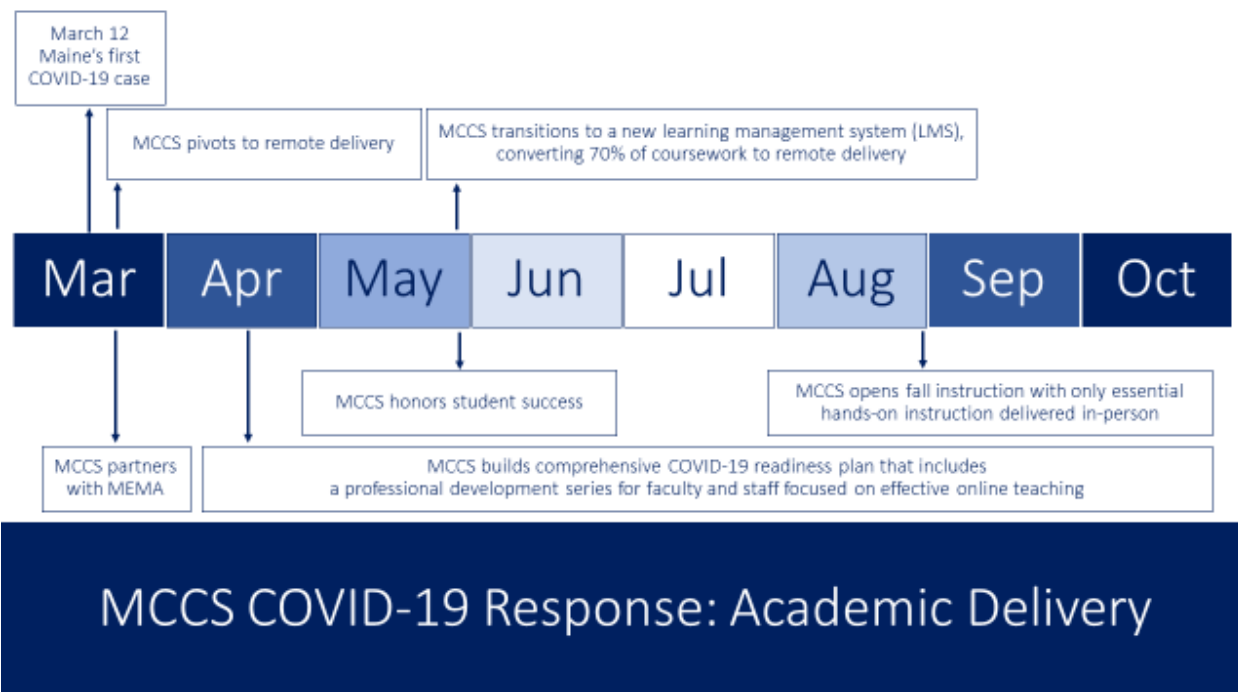 March 12
Maine's first
COVID-19 case
MCCS pivots to remote delivery
MCCS transitions to a new learning management system (LMS),
converting 70% of coursework to remote delivery
Mar
Apr
May
Jun
Jul
Aug
Sep
Oct
MCCS honors student success
MCCS opens fall instruction with only essential
hands-on instruction delivered in-person
MCCS partners
with MEMA
MCCS builds comprehensive COVID-19 readiness plan that includes
a professional development series for faculty and staff focused on effective online teaching
MCCS COVID-19 Response: Academic Delivery